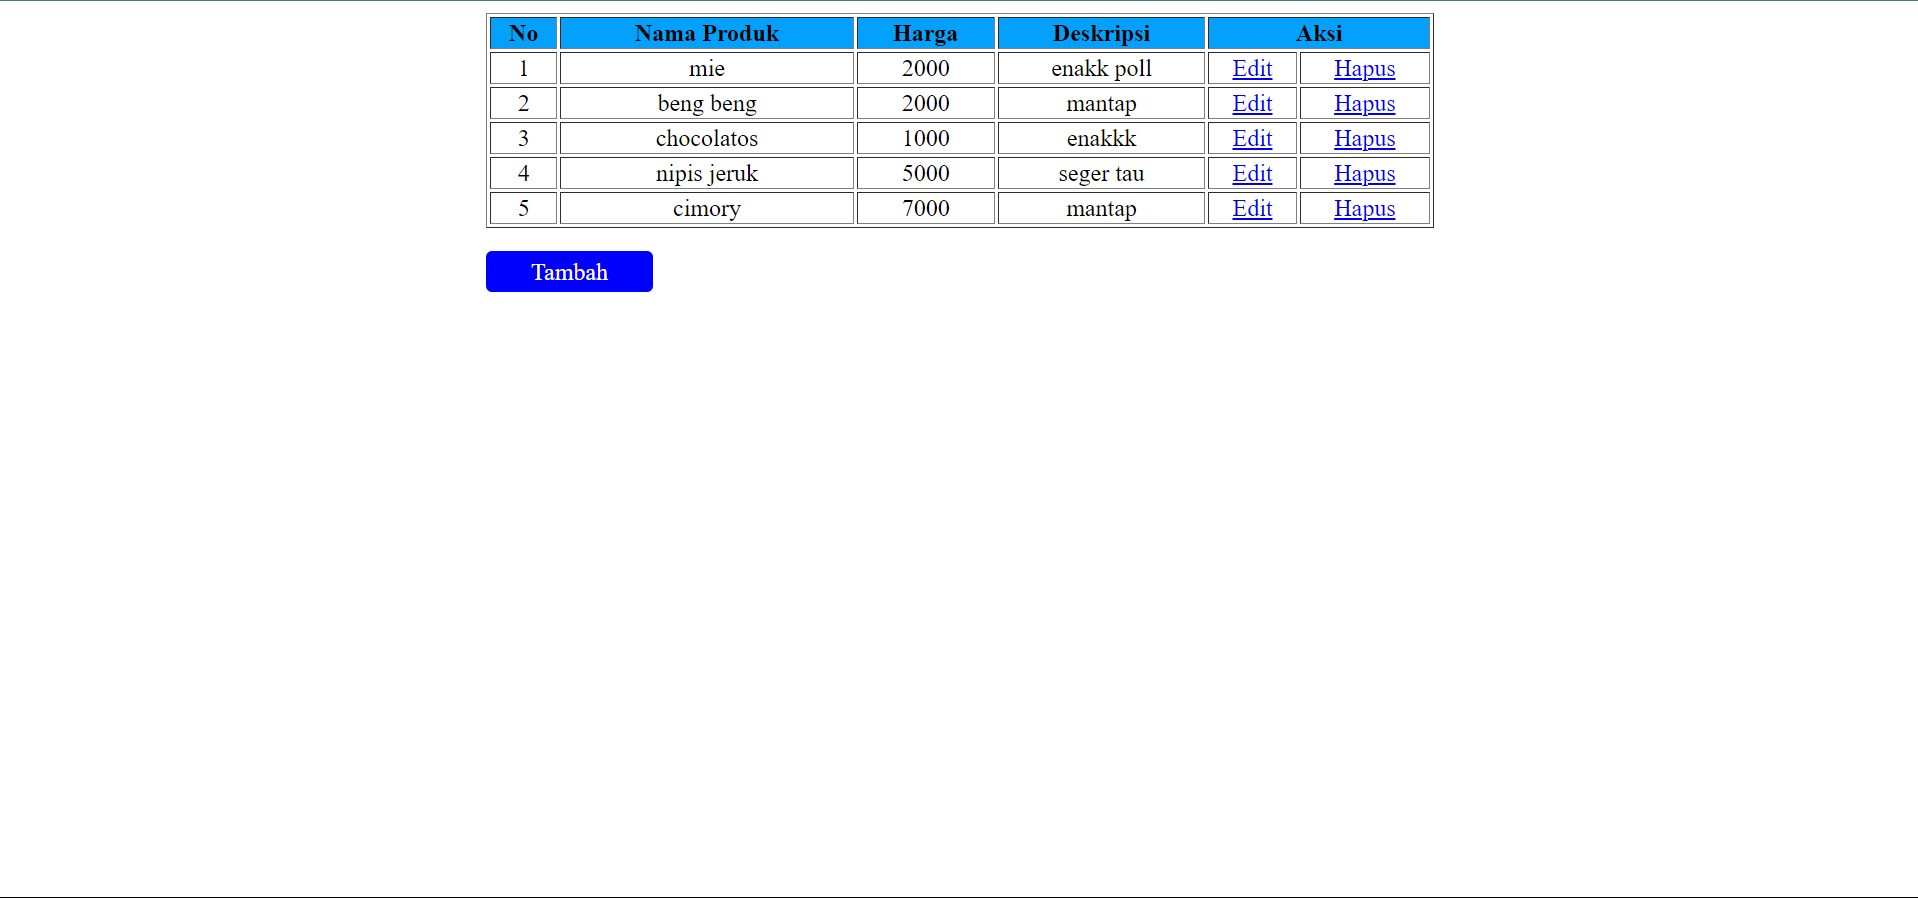 No Nama Produk Harga Deskripsi Aksi
1 mie 2000 enakk poll Edit Hapus
2 beng beng 2000 mantap Edit Hapus
3 chocolatos 1000 enakkk Edit Hapus
4 nipis jeruk 5000 seger tau Edit Hapus
5 cimory 7000 mantap Edit Hapus
Tambah